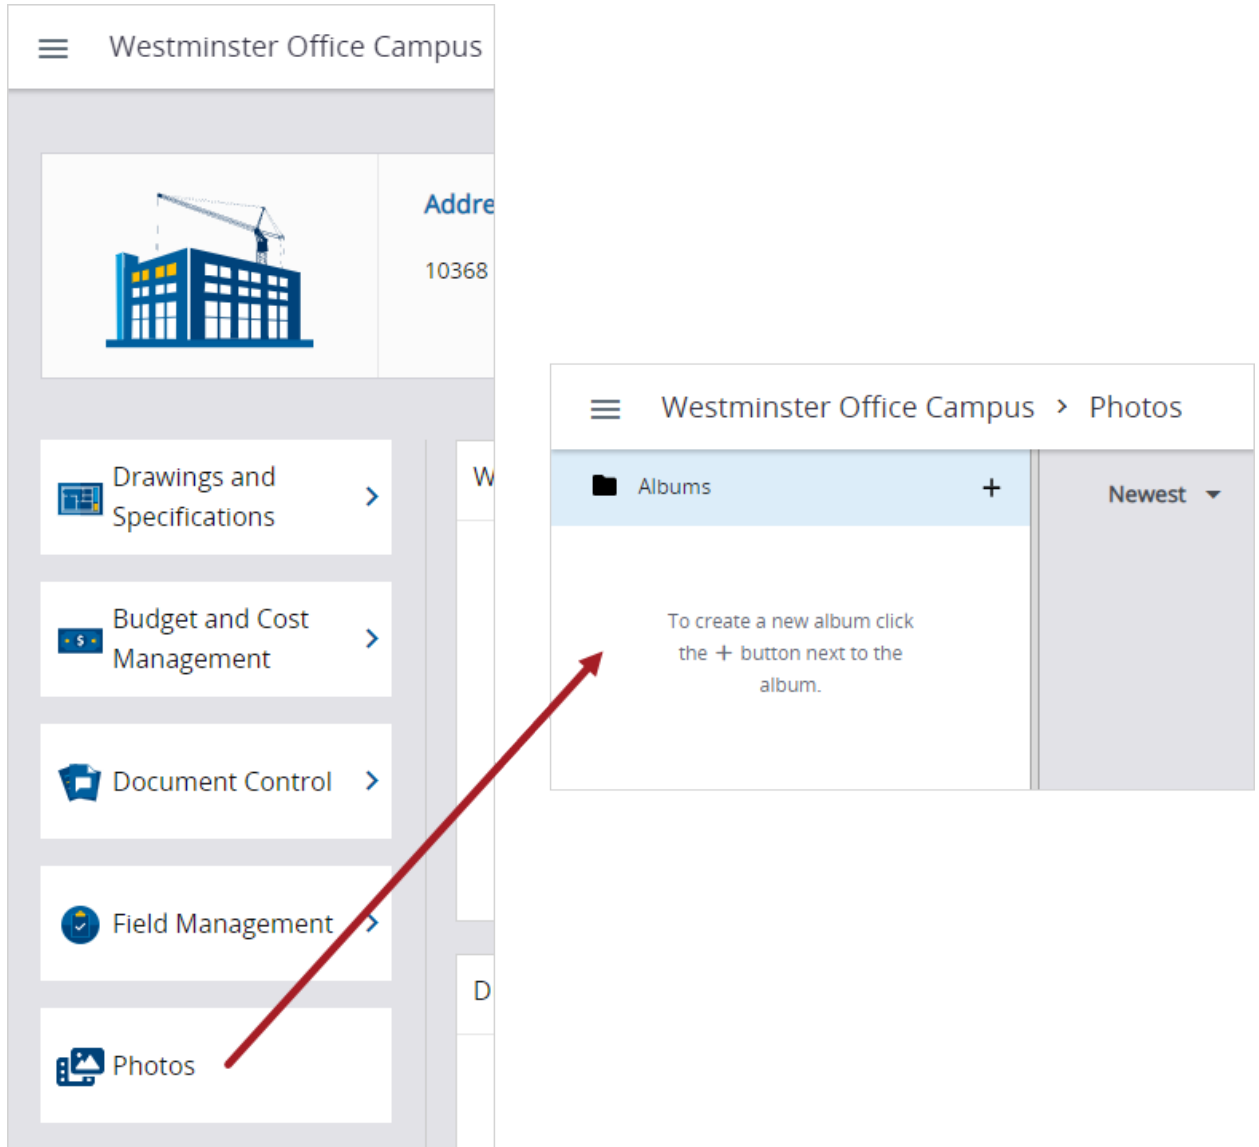 Westminster Office Campus
Addre
10368
Drawings and
Specifications
Budget and Cost
Management
Document Control
Field Management
Photos
W
D
Westminster Office Campus > Photos
Albums +
Newest
To create a new album click
the + button next to the
album.